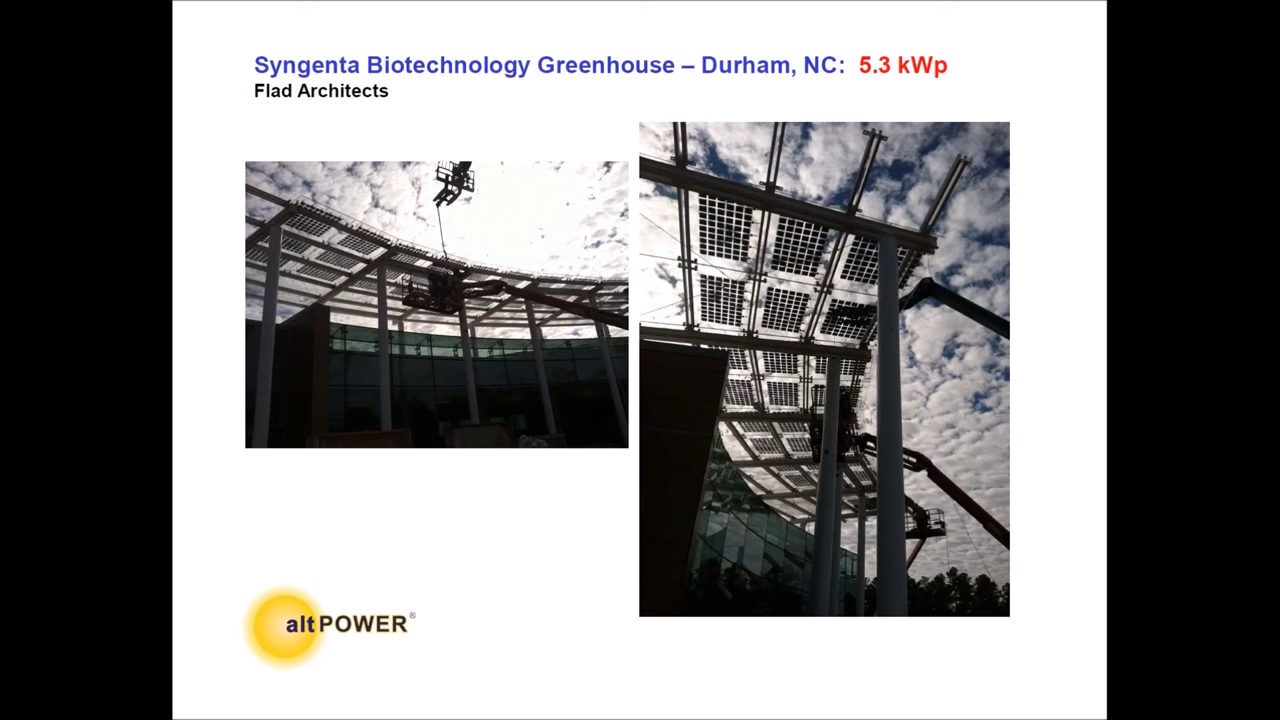 Syngenta Biotechnology Greenhouse – Durham, NC: 5.3 kWp
Flad Architects
altPOWER®